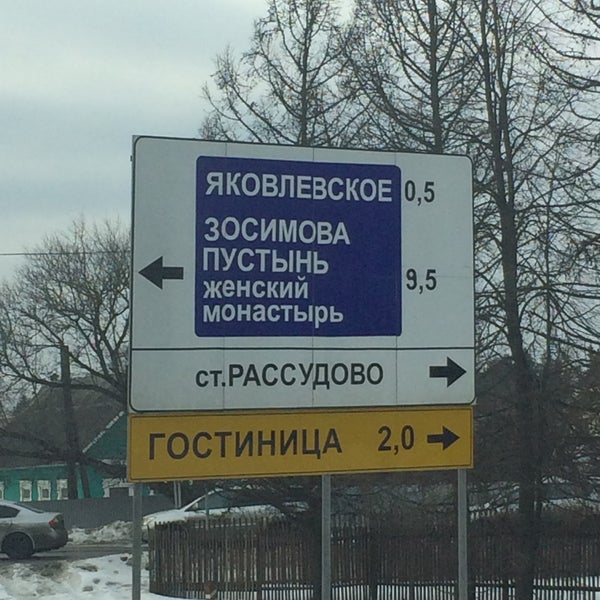 ЯКОВЛЕВСКОЕ 0,5
ЗОСИМОВА
ПУСТЫНЬ
женский 9,5
монастырь
ст.РАССУДОВО
ГОСТИНИЦА 2,0